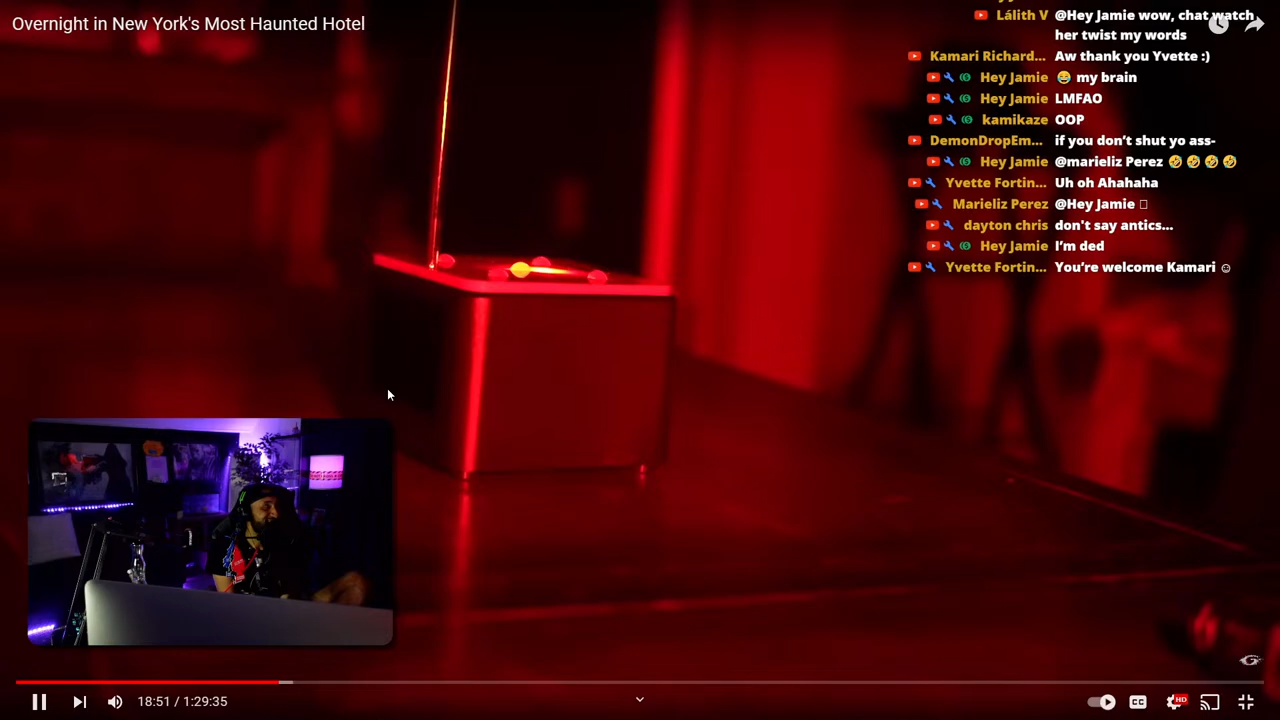 Overnight in New York's Most Haunted Hotel
Lálith V @Hey Jamie wow, chat watch
her twist my words
Kamari Richard... Aw thank you Yvette :)
Hey Jamie 😂 my brain
Hey Jamie LMFAO
kamikaze OOP
DemonDropEm... if you don’t shut yo ass-
Hey Jamie @marieliz Perez 🤣 🤣 🤣 🤣
Yvette Fortin... Uh oh Ahahaha
Marieliz Perez @Hey Jamie
dayton chris don't say antics...
Hey Jamie I’m ded
Yvette Fortin... You’re welcome Kamari ☺
18:51 / 1:29:35
CC
HD